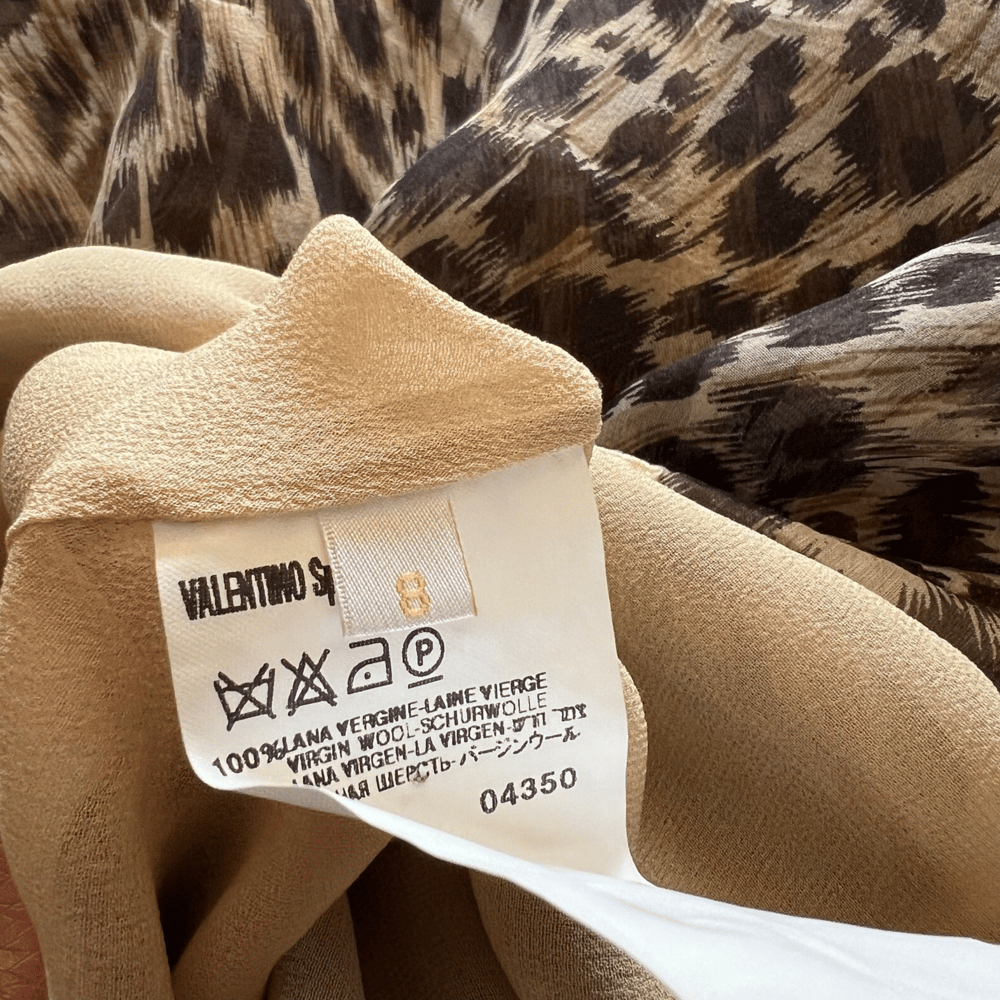 VALENTINO
8
P
100%LANA VERGINE-LAINE VIERGE
VIRGIN WOOL-SCHURWOLLE
LANA VIRGEN-LA VIRGEN-
ШЕРСТЬ-バージンウール
04350